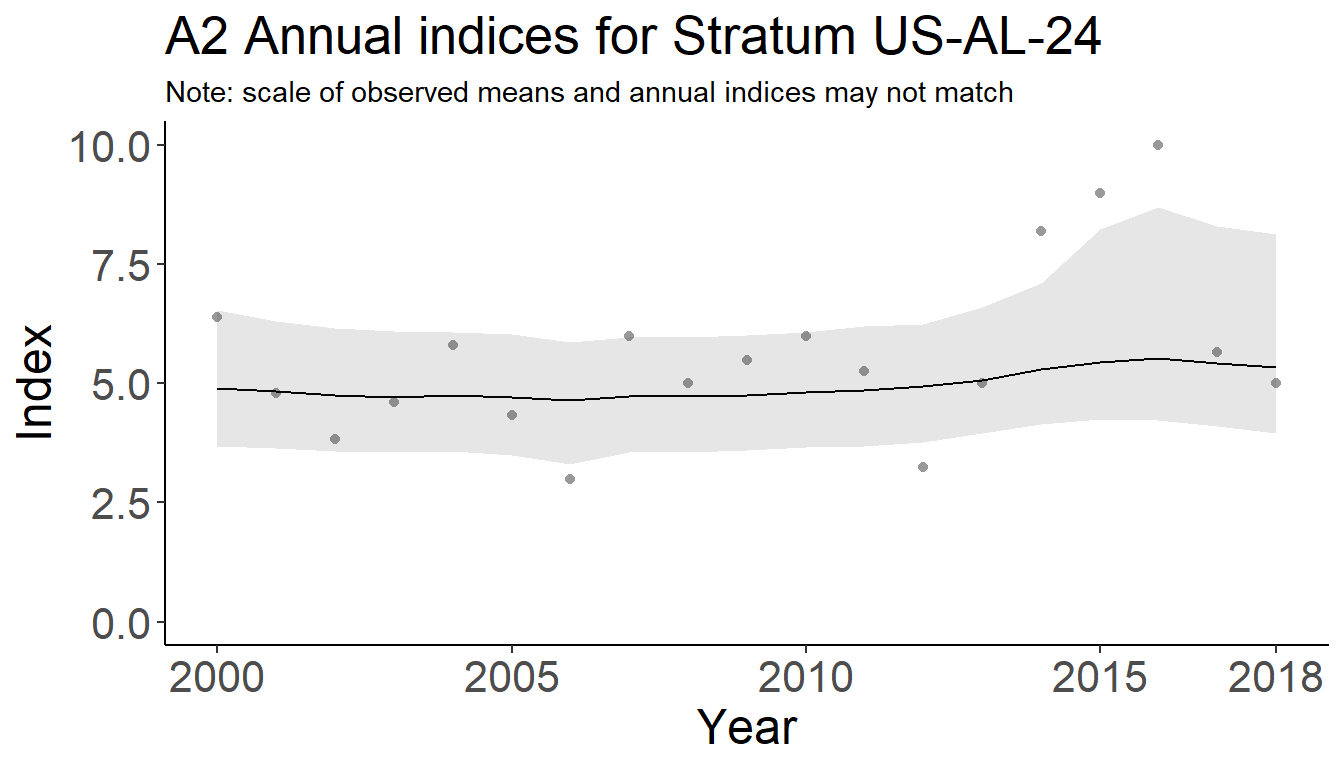 A2 Annual indices for Stratum US-AL-24
Note: scale of observed means and annual indices may not match
10.0
7.5
5.0
2.5
0.0
Index
2000 2005 2010 2015 2018
Year